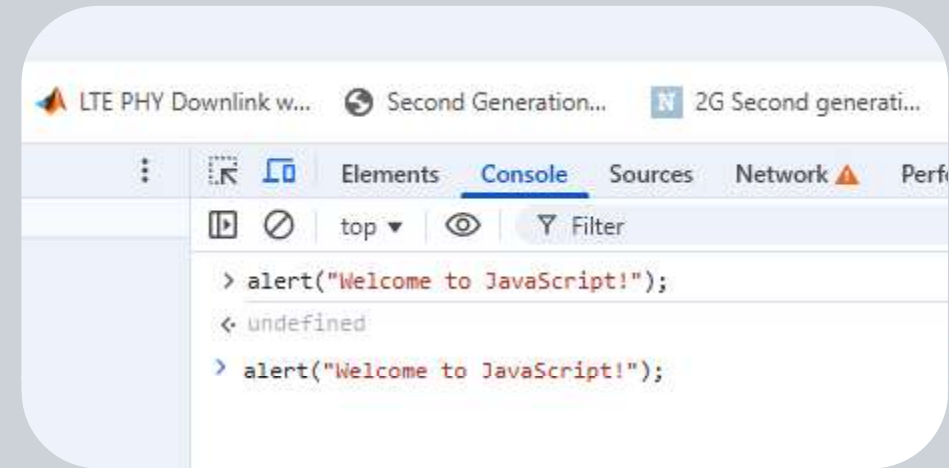 LTE PHY Downlink w... Second Generation... N 2G Second generati...
Elements Console Sources Network Perf
top Filter
> alert("Welcome to JavaScript!");
undefined
> alert("Welcome to JavaScript!");